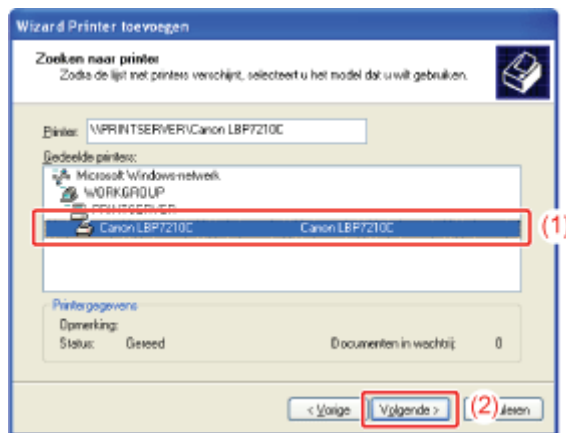 Wizard Printer toevoegen
Zoeken naar printer
Zodra de lijst met printers verschijnt, selecteert u het model dat u wilt gebruiken.
Printer: \\PRINTSERVER\Canon LBP7210C
Gedeelde printers:
Microsoft Windows-netwerk
WORKGROUP
PRINTSERVER
Canon LBP7210C Canon LBP7210C
(1)
Printergegevens
Opmerking:
Status: Gereed Documenten in wachtrij: 0
< Vorige Volgende > (2)